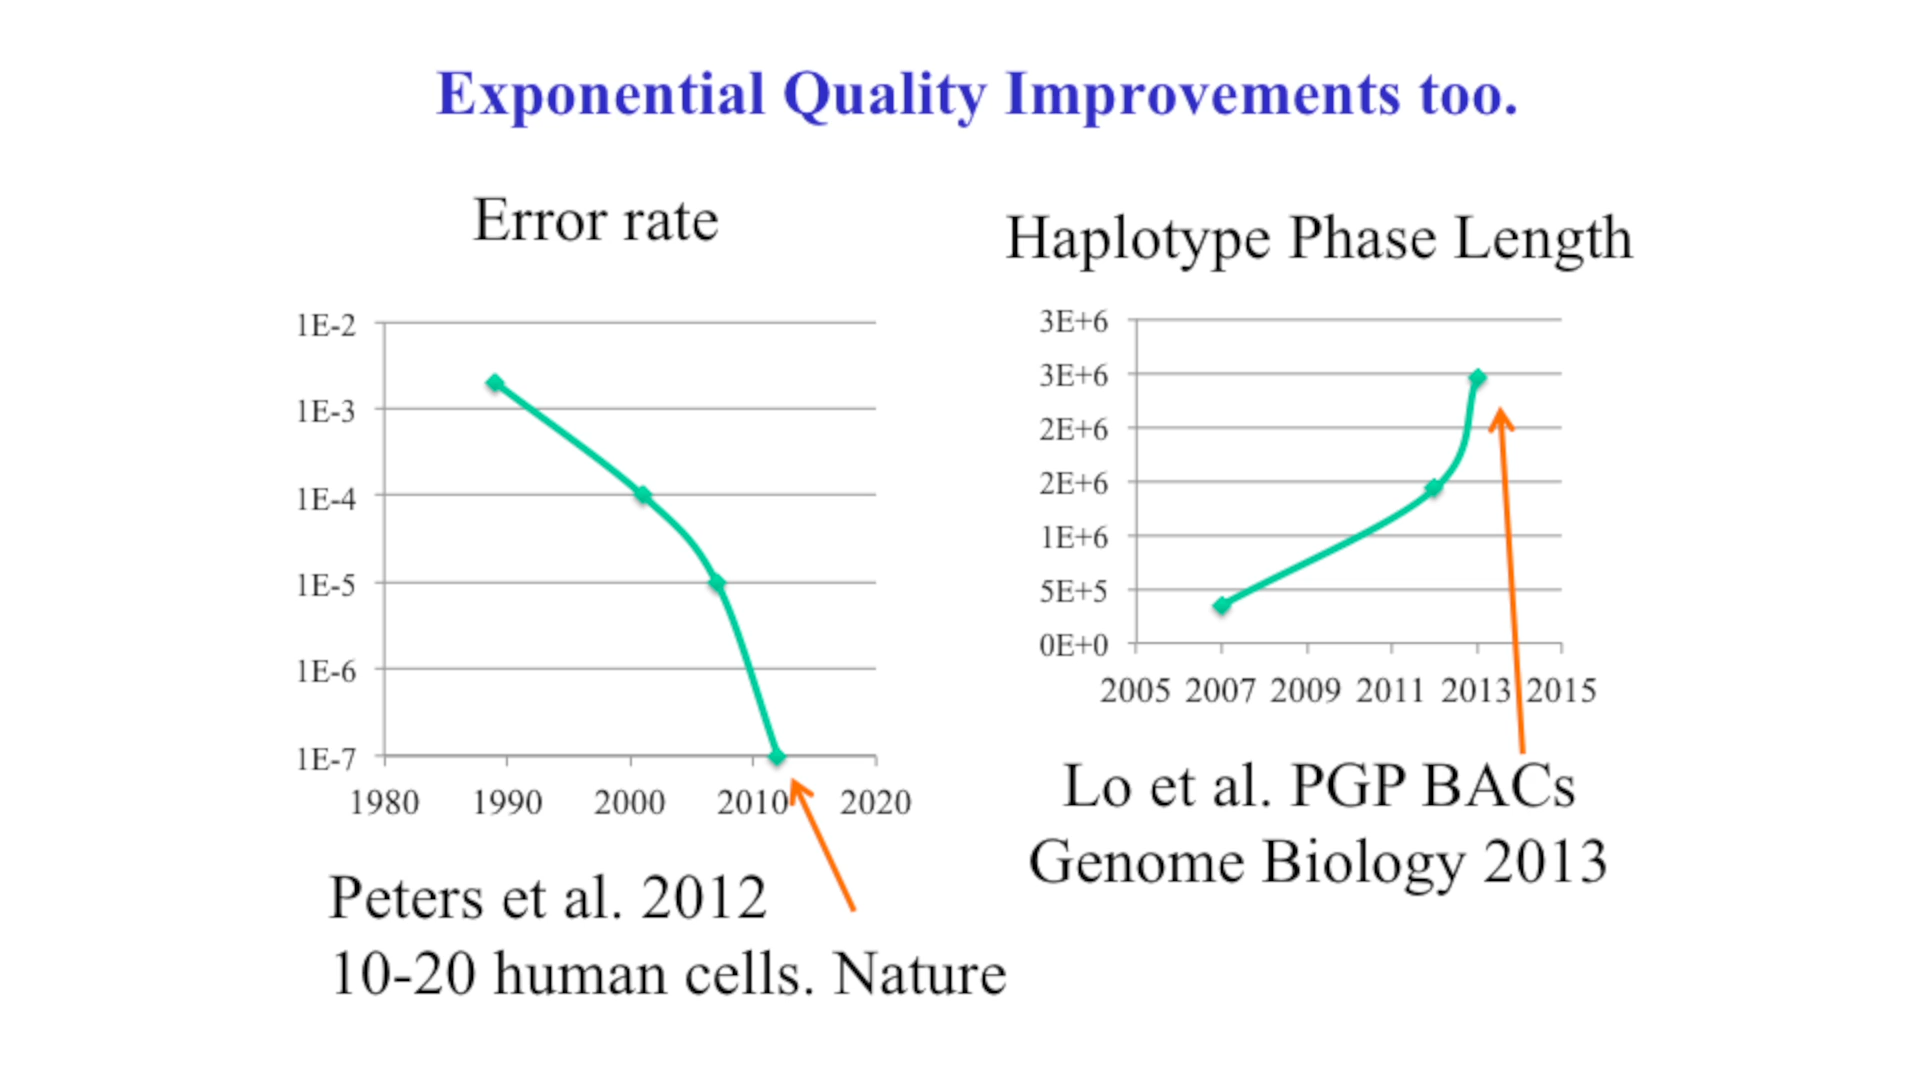 Exponential Quality Improvements too.
Error rate
1E-2
1E-3
1E-4
1E-5
1E-6
1E-7
1980 1990 2000 2010 2020
Peters et al. 2012
10-20 human cells. Nature
Haplotype Phase Length
3E+6
3E+6
2E+6
2E+6
1E+6
5E+5
0E+0
2005 2007 2009 2011 2013 2015
Lo et al. PGP BACs
Genome Biology 2013